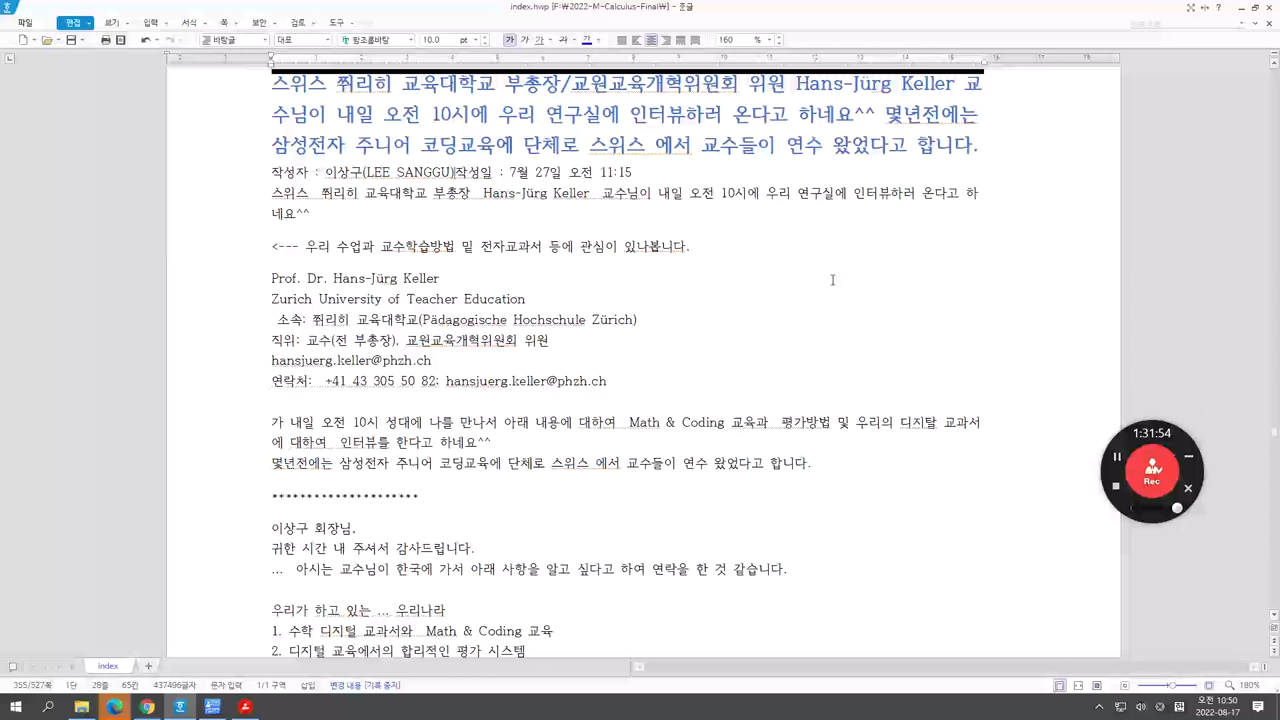 index.hwp [F:\2022-M-Calculus-Final\] - 한글
파일 편집 보기 입력 서식 쪽 보안 검토 도구
바탕글 대표 함초롬바탕 10.0 pt 가 가 가 가 가 160 %
스위스 쮜리히 교육대학교 부총장/교원교육개혁위원회 위원 Hans-Jürg Keller 교
수님이 내일 오전 10시에 우리 연구실에 인터뷰하러 온다고 하네요^^ 몇년전에는
삼성전자 주니어 코딩교육에 단체로 스위스 에서 교수들이 연수 왔었다고 합니다.
작성자 : 이상구(LEE SANGGU)작성일 : 7월 27일 오전 11:15
스위스 쮜리히 교육대학교 부총장 Hans-Jürg Keller 교수님이 내일 오전 10시에 우리 연구실에 인터뷰하러 온다고 하
네요^^
<--- 우리 수업과 교수학습방법 밑 전자교과서 등에 관심이 있나봅니다.
Prof. Dr. Hans-Jürg Keller
Zurich University of Teacher Education
소속: 쮜리히 교육대학교(Pädagogische Hochschule Zürich)
직위: 교수(전 부총장), 교원교육개혁위원회 위원
hansjuerg.keller@phzh.ch
연락처: +41 43 305 50 82; hansjuerg.keller@phzh.ch
가 내일 오전 10시 성대에 나를 만나서 아래 내용에 대하여 Math & Coding 교육과 평가방법 및 우리의 디지탈 교과서
에 대하여 인터뷰를 한다고 하네요^^
몇년전에는 삼성전자 주니어 코딩교육에 단체로 스위스 에서 교수들이 연수 왔었다고 합니다.
********************
이상구 회장님,
귀한 시간 내 주셔서 감사드립니다.
... 아시는 교수님이 한국에 가서 아래 사항을 알고 싶다고 하여 연락을 한 것 같습니다.
우리가 하고 있는 ... 우리나라
1. 수학 디지털 교과서와 Math & Coding 교육
2. 디지털 교육에서의 합리적인 평가 시스템
1:31:54
Rec
index
355/527쪽 1단 28줄 65칸 437496글자 문자 입력 1/1 구역 삽입 변경 내용 [기록 중지] 180%
오전 10:50
2022-08-17